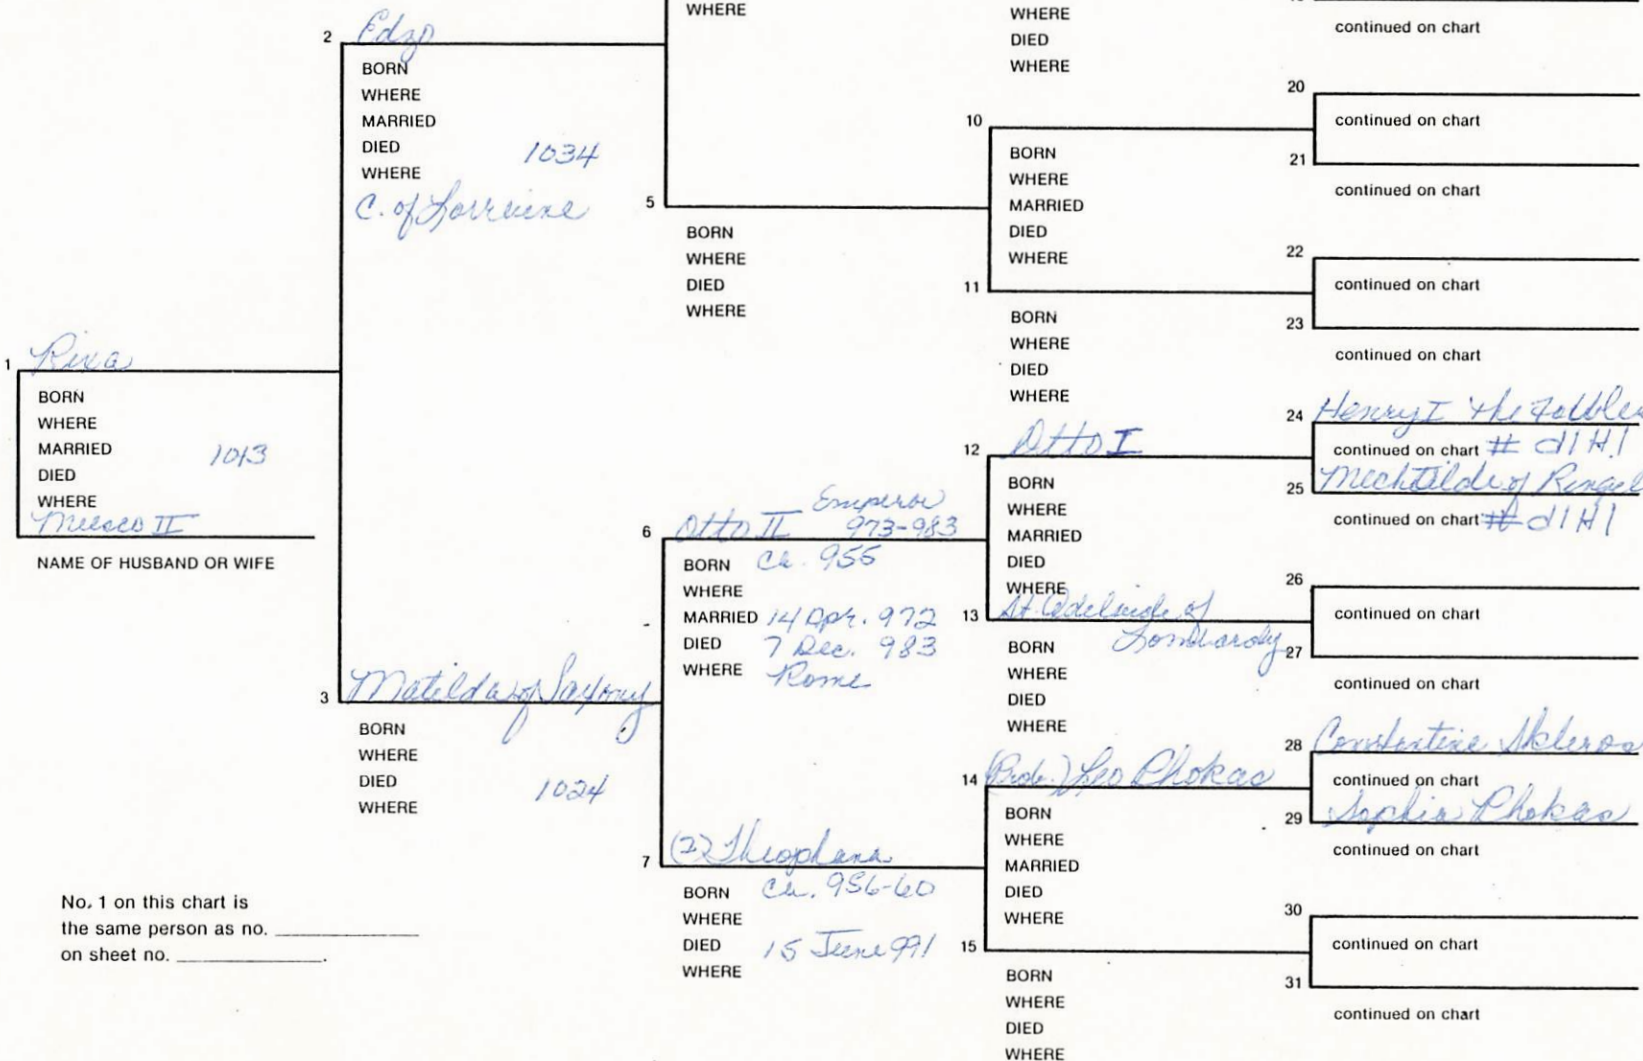 WHERE
2 Edzo
BORN
WHERE
MARRIED
DIED 1034
WHERE
C. of Lorraine
5
BORN
WHERE
DIED
WHERE
1 Rixa
BORN
WHERE
MARRIED 1013
DIED
WHERE
II
NAME OF HUSBAND OR WIFE
3 Matilda of Saxony
BORN
WHERE
DIED 1024
WHERE
6 Otto II Emperor 973-983
BORN Ca. 955
WHERE
MARRIED 14 Apr. 972
DIED 7 Dec. 983
WHERE Rome
7 (2) Theophana
BORN Ca. 956-60
WHERE
DIED 15 June 991
WHERE
No. 1 on this chart is
the same person as no.
on sheet no.
WHERE
DIED
WHERE
10
BORN
WHERE
MARRIED
DIED
WHERE
11
BORN
WHERE
DIED
WHERE
12 Otto I
BORN
WHERE
MARRIED
DIED
WHERE
13 St. Adelaide of
Lombardy
BORN
WHERE
DIED
WHERE
14 (Prob.) Leo Phokas
BORN
WHERE
MARRIED
DIED
WHERE
15
BORN
WHERE
DIED
WHERE
continued on chart
20
continued on chart
21
continued on chart
22
continued on chart
23
continued on chart
24 Henry I the
continued on chart # d1H1
25 Mechtilde of
continued on chart # d1H1
26
continued on chart
27
continued on chart
28 Constantine Skleros
continued on chart
29 Sophia Phokas
continued on chart
30
continued on chart
31
continued on chart